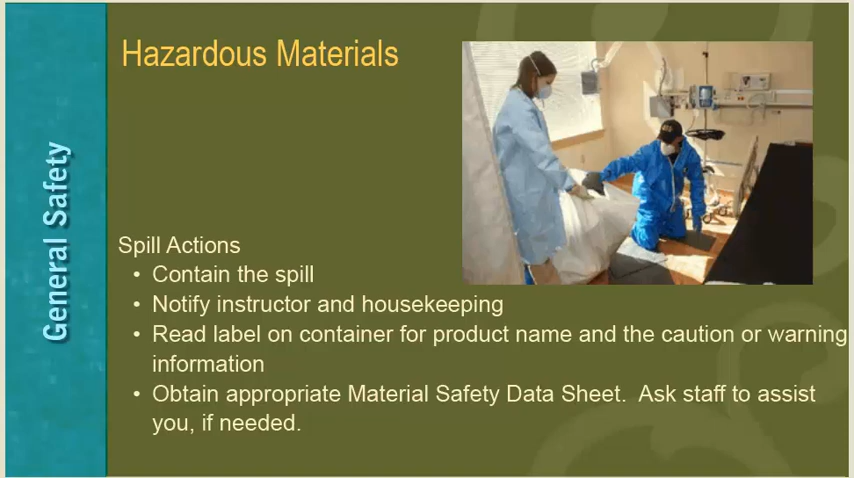 Hazardous Materials
General Safety
Spill Actions
• Contain the spill
• Notify instructor and housekeeping
• Read label on container for product name and the caution or warning
information
• Obtain appropriate Material Safety Data Sheet. Ask staff to assist
you, if needed.